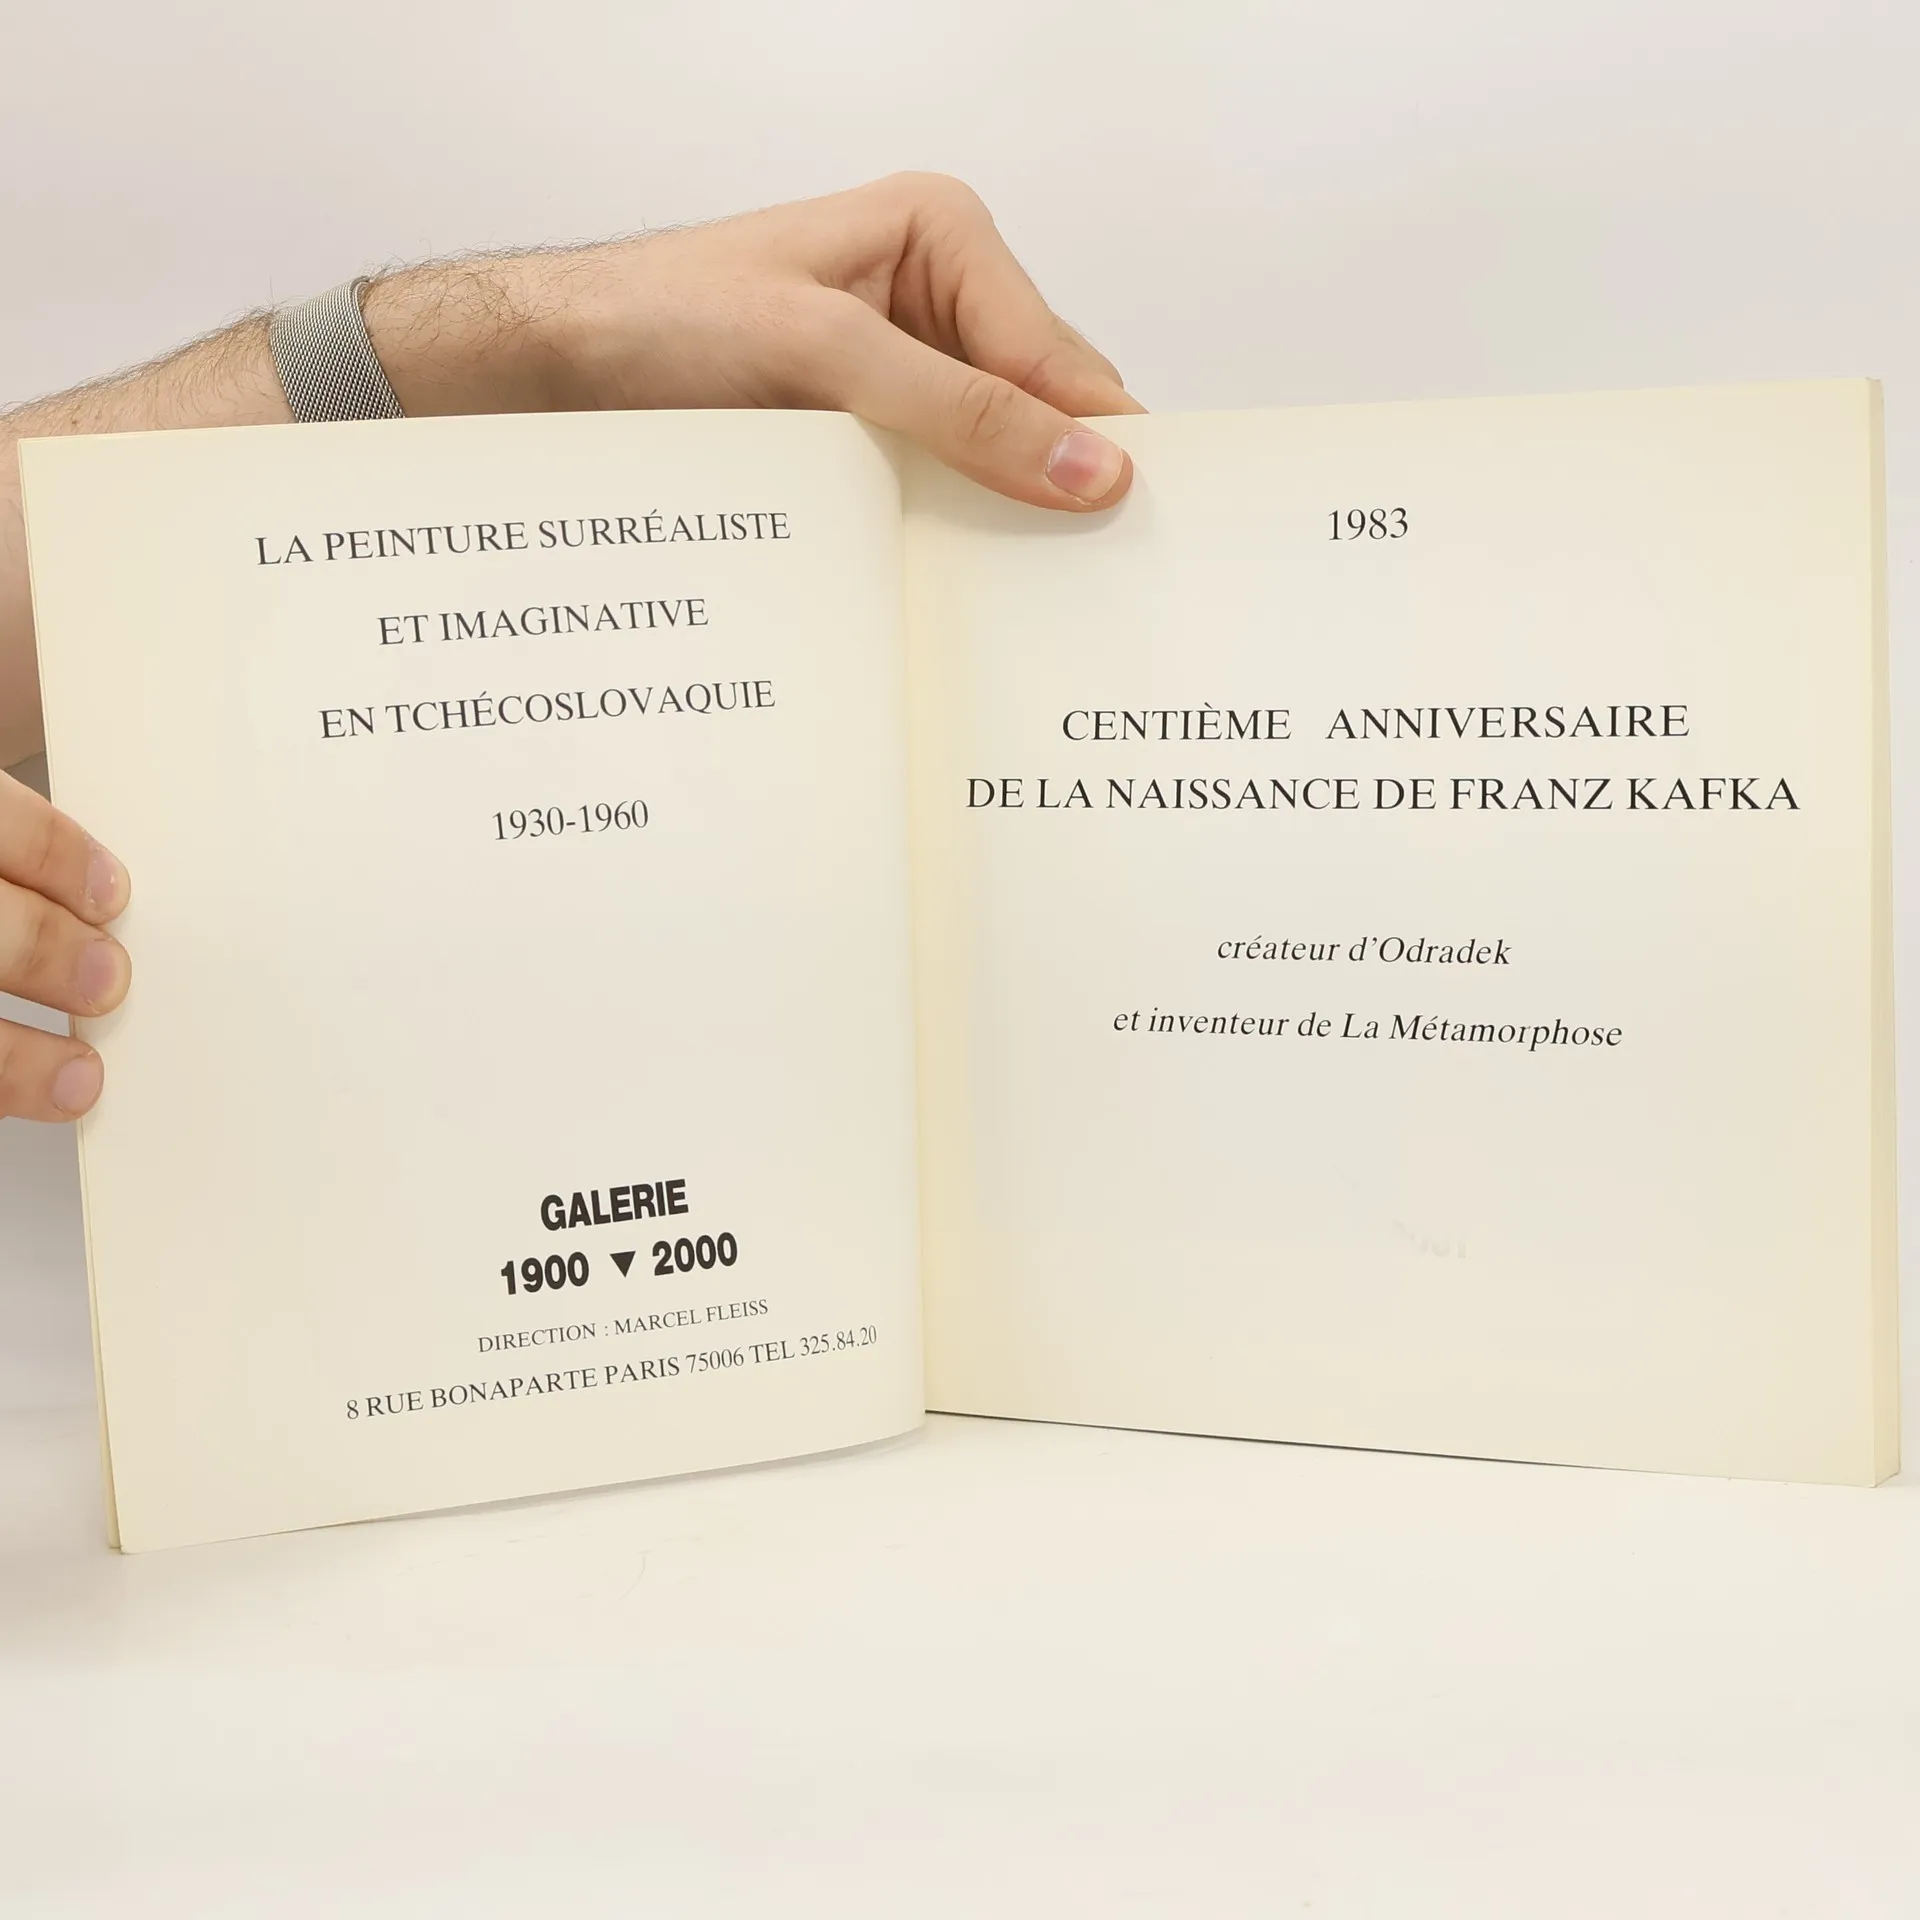 LA PEINTURE SURRÉALISTE
ET IMAGINATIVE
EN TCHÉCOSLOVAQUIE
1930-1960
GALERIE
1900 ▼ 2000
DIRECTION : MARCEL FLEISS
8 RUE BONAPARTE PARIS 75006 TEL 325.84.20
1983
CENTIÈME ANNIVERSAIRE
DE LA NAISSANCE DE FRANZ KAFKA
créateur d'Odradek
et inventeur de La Métamorphose